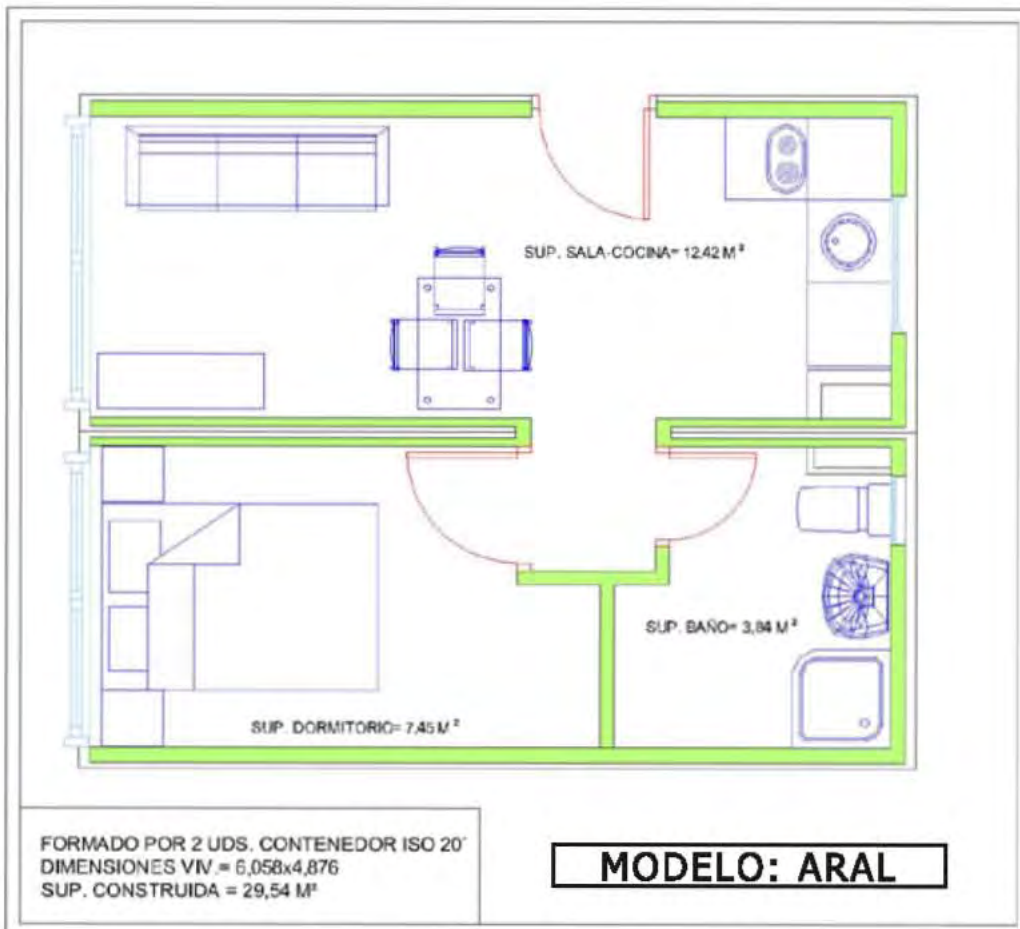 SUP. SALA-COCINA= 12,42 M²
SUP. BAÑO= 3,84 M²
SUP. DORMITORIO= 7,45 M²
FORMADO POR 2 UDS. CONTENEDOR ISO 20´
DIMENSIONES VIV.= 6,058x4,876
SUP. CONSTRUIDA = 29,54 M²
MODELO: ARAL